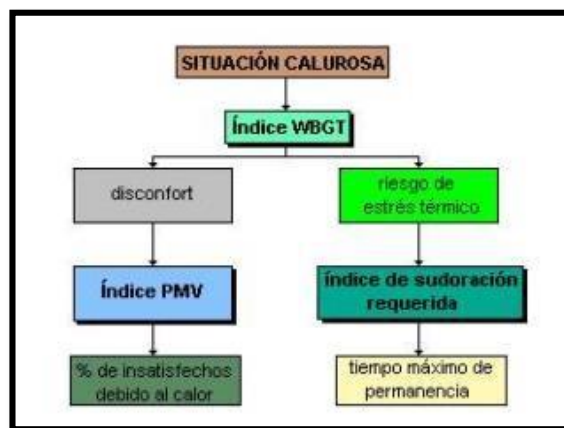 SITUACIÓN CALUROSA
Índice WBGT
disconfort
riesgo de
estrés térmico
Índice PMV
índice de sudoración
requerida
% de insatisfechos
debido al calor
tiempo máximo de
permanencia